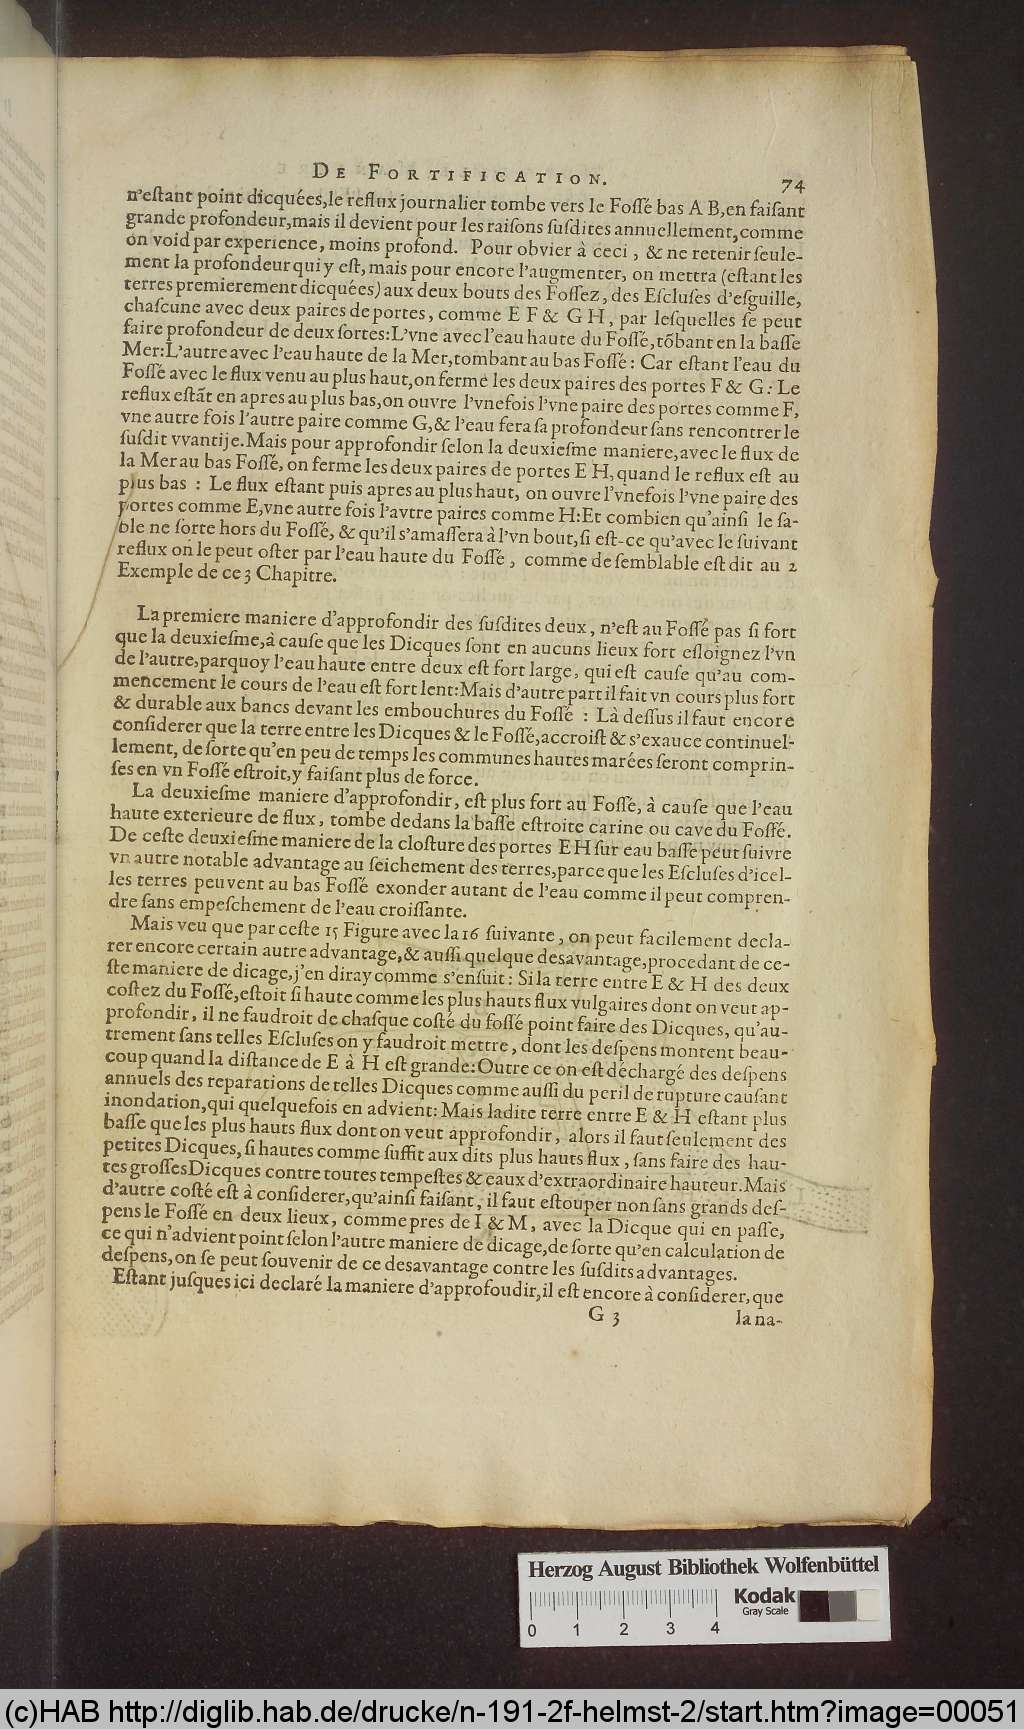 DE FORTIFICATION. 74
n'eſtant point dicquées,le reflux journalier tombe vers le Foſſé bas A B,en faiſant
grande profondeur,mais il devient pour les raiſons ſuſdites annuellement,comme
on void par experience, moins profond. Pour obvier à ceci, & ne retenir ſeule-
ment la profondeur qui y eſt, mais pour encore l'augmenter, on mettra (eſtant les
terres premierement dicquées) aux deux bouts des Foſſez, des Eſcluſes d'eſguille,
chaſcune avec deux paires de portes, comme E F & G H, par leſquelles ſe peut
faire profondeur de deux ſortes:L'vne avec l'eau haute du Foſſé,tõbant en la baſſe
Mer:L'autre avec l'eau haute de la Mer,tombant au bas Foſſé: Car eſtant l'eau du
Foſſé avec le flux venu au plus haut,on ferme les deux paires des portes F & G: Le
reflux eſtãt en apres au plus bas,on ouvre l'vnefois l'vne paire des portes comme F,
vne autre fois l'autre paire comme G,& l'eau fera ſa profondeur ſans rencontrer le
ſuſdit vvantije.Mais pour approfondir ſelon la deuxieſme maniere,avec le flux de
la Mer au bas Foſſé, on ferme les deux paires de portes E H, quand le reflux eſt au
plus bas : Le flux eſtant puis apres au plus haut, on ouvre l'vnefois l'vne paire des
portes comme E,vne autre fois l'avtre paires comme H:Et combien qu'ainſi le ſa-
ble ne ſorte hors du Foſſé, & qu'il s'amaſſera à l'vn bout,ſi eſt-ce qu'avec le ſuivant
reflux on le peut oſter par l'eau haute du Foſſé, comme de ſemblable eſt dit au 2
Exemple de ce 3 Chapitre.
La premiere maniere d'approfondir des ſuſdites deux, n'eſt au Foſſé pas ſi fort
que la deuxieſme,à cauſe que les Dicques ſont en aucuns lieux fort eſloignez l'vn
de l'autre,parquoy l'eau haute entre deux eſt fort large, qui eſt cauſe qu'au com-
mencement le cours de l'eau eſt fort lent:Mais d'autre part il fait vn cours plus fort
& durable aux bancs devant les embouchures du Foſſé : Là deſſus il faut encore
conſiderer que la terre entre les Dicques & le Foſſé,accroiſt & s'exauce continuel-
lement, de ſorte qu'en peu de temps les communes hautes marées ſeront comprin-
ſes en vn Foſſé eſtroit,y faiſant plus de force.
La deuxieſme maniere d'approfondir, eſt plus fort au Foſſé, à cauſe que l'eau
haute exterieure de flux, tombe dedans la baſſe eſtroite carine ou cave du Foſſé.
De ceſte deuxieſme maniere de la cloſture des portes E H ſur eau baſſe peut ſuivre
vn autre notable advantage au ſeichement des terres,parce que les Eſcluſes d'icel-
les terres peuvent au bas Foſſé exonder autant de l'eau comme il peut compren-
dre ſans empeſchement de l'eau croiſſante.
Mais veu que par ceſte 15 Figure avec la 16 ſuivante, on peut facilement decla-
rer encore certain autre advantage,& auſſi quelque desavantage,procedant de ce-
ſte maniere de dicage,j'en diray comme s'enſuit: Si la terre entre E & H des deux
coſtez du Foſſé,eſtoit ſi haute comme les plus hauts flux vulgaires dont on veut ap-
profondir, il ne faudroit de chaſque coſté du foſſé point faire des Dicques, qu'au-
trement ſans telles Eſcluſes on y faudroit mettre, dont les deſpens montent beau-
coup quand la diſtance de E à H eſt grande:Outre ce on eſt déchargé des deſpens
annuels des reparations de telles Dicques comme auſſi du peril de rupture cauſant
inondation,qui quelquefois en advient: Mais ladite terre entre E & H eſtant plus
baſſe que les plus hauts flux dont on veut approfondir, alors il faut ſeulement des
petites Dicques, ſi hautes comme ſuffit aux dits plus hauts flux, ſans faire des hau-
tes groſſes Dicques contre toutes tempeſtes & eaux d'extraordinaire hauteur.Mais
d'autre coſté eſt à conſiderer,qu'ainſi faiſant, il faut eſtouper non ſans grands deſ-
pens le Foſſé en deux lieux, comme pres de I & M, avec la Dicque qui en paſſe,
ce qui n'advient point ſelon l'autre maniere de dicage,de ſorte qu'en calculation de
deſpens,on ſe peut ſouvenir de ce desavantage contre les ſuſdits advantages.
Eſtant juſques ici declaré la maniere d'approfoudir,il eſt encore à conſiderer, que
G 3 la na-
Herzog August Bibliothek Wolfenbüttel
Kodak
Gray Scale
0 1 2 3 4
(c)HAB http://diglib.hab.de/drucke/n-191-2f-helmst-2/start.htm?image=00051